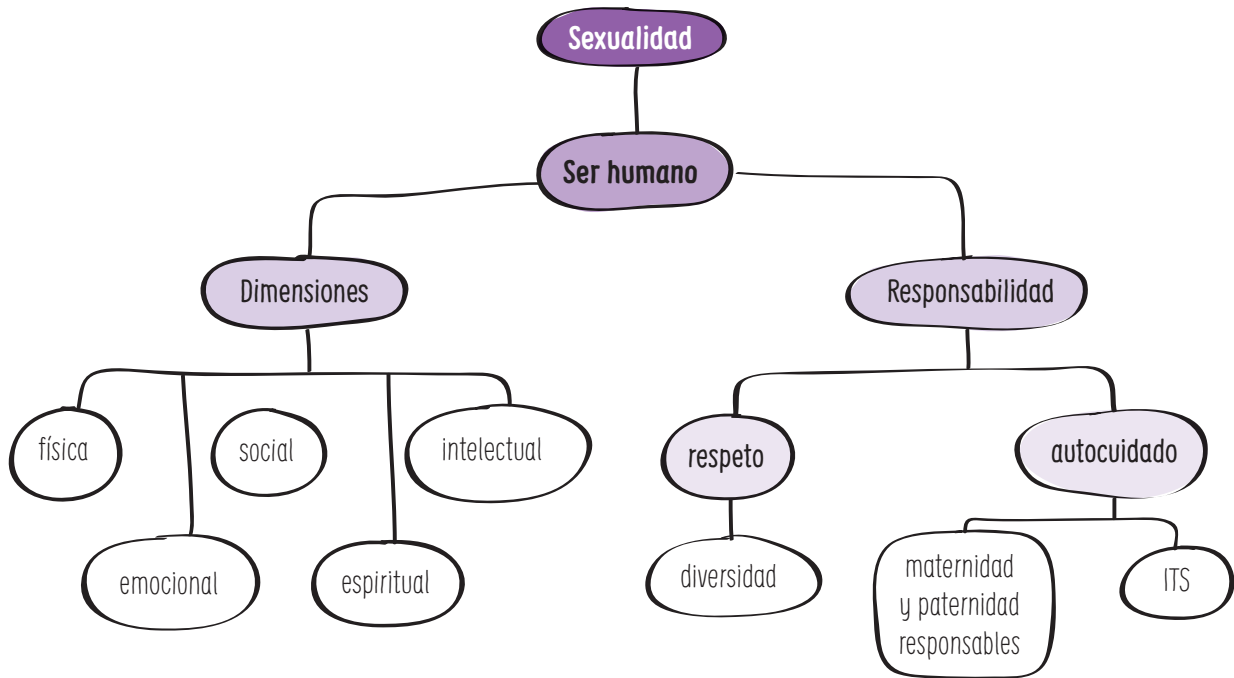 Sexualidad
Ser humano
Dimensiones
Responsabilidad
física
social
intelectual
emocional
espiritual
respeto
autocuidado
diversidad
maternidad
y paternidad
responsables
ITS